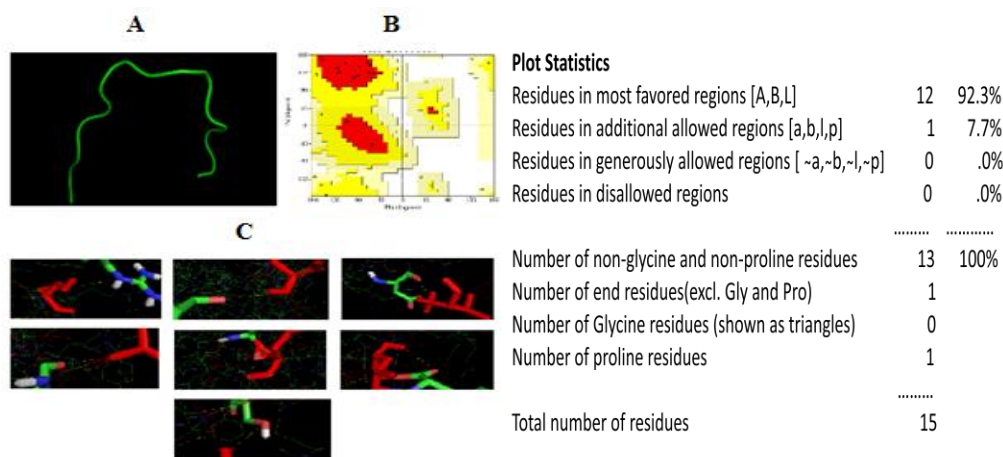 A
B
Plot Statistics
Residues in most favored regions [A,B,L] 12 92.3%
Residues in additional allowed regions [a,b,l,p] 1 7.7%
Residues in generously allowed regions [ ~a,~b,~l,~p] 0 .0%
Residues in disallowed regions 0 .0%
......... ............
Number of non-glycine and non-proline residues 13 100%
Number of end residues(excl. Gly and Pro) 1
Number of Glycine residues (shown as triangles) 0
Number of proline residues 1
.........
Total number of residues 15
C